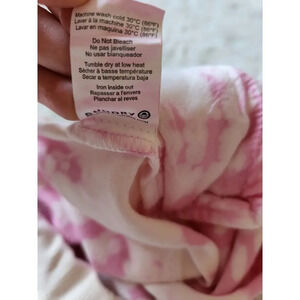 Machine wash cold 30°C (86°F)
Laver à la machine 30°C (86°F)
Lavar en maquina 30°C (86°F)
Do Not Bleach
Ne pas javelliser
No usar blanqueador
Tumble dry at low heat
Sécher à basse température
Secar a temperatura baja
Iron inside out
Repasser a l'envers
Planchar al reves